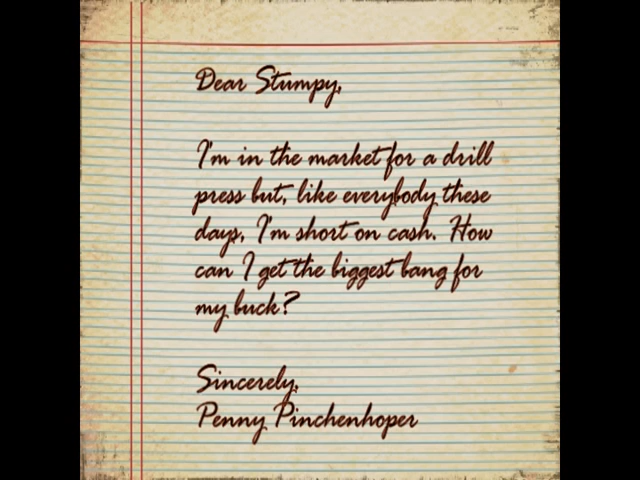 Dear Stumpy,
I'm in the market for a drill
press but, like everybody these
days, I'm short on cash. How
can I get the biggest bang for
my buck?
Sincerely,
Penny Pinchenhoper